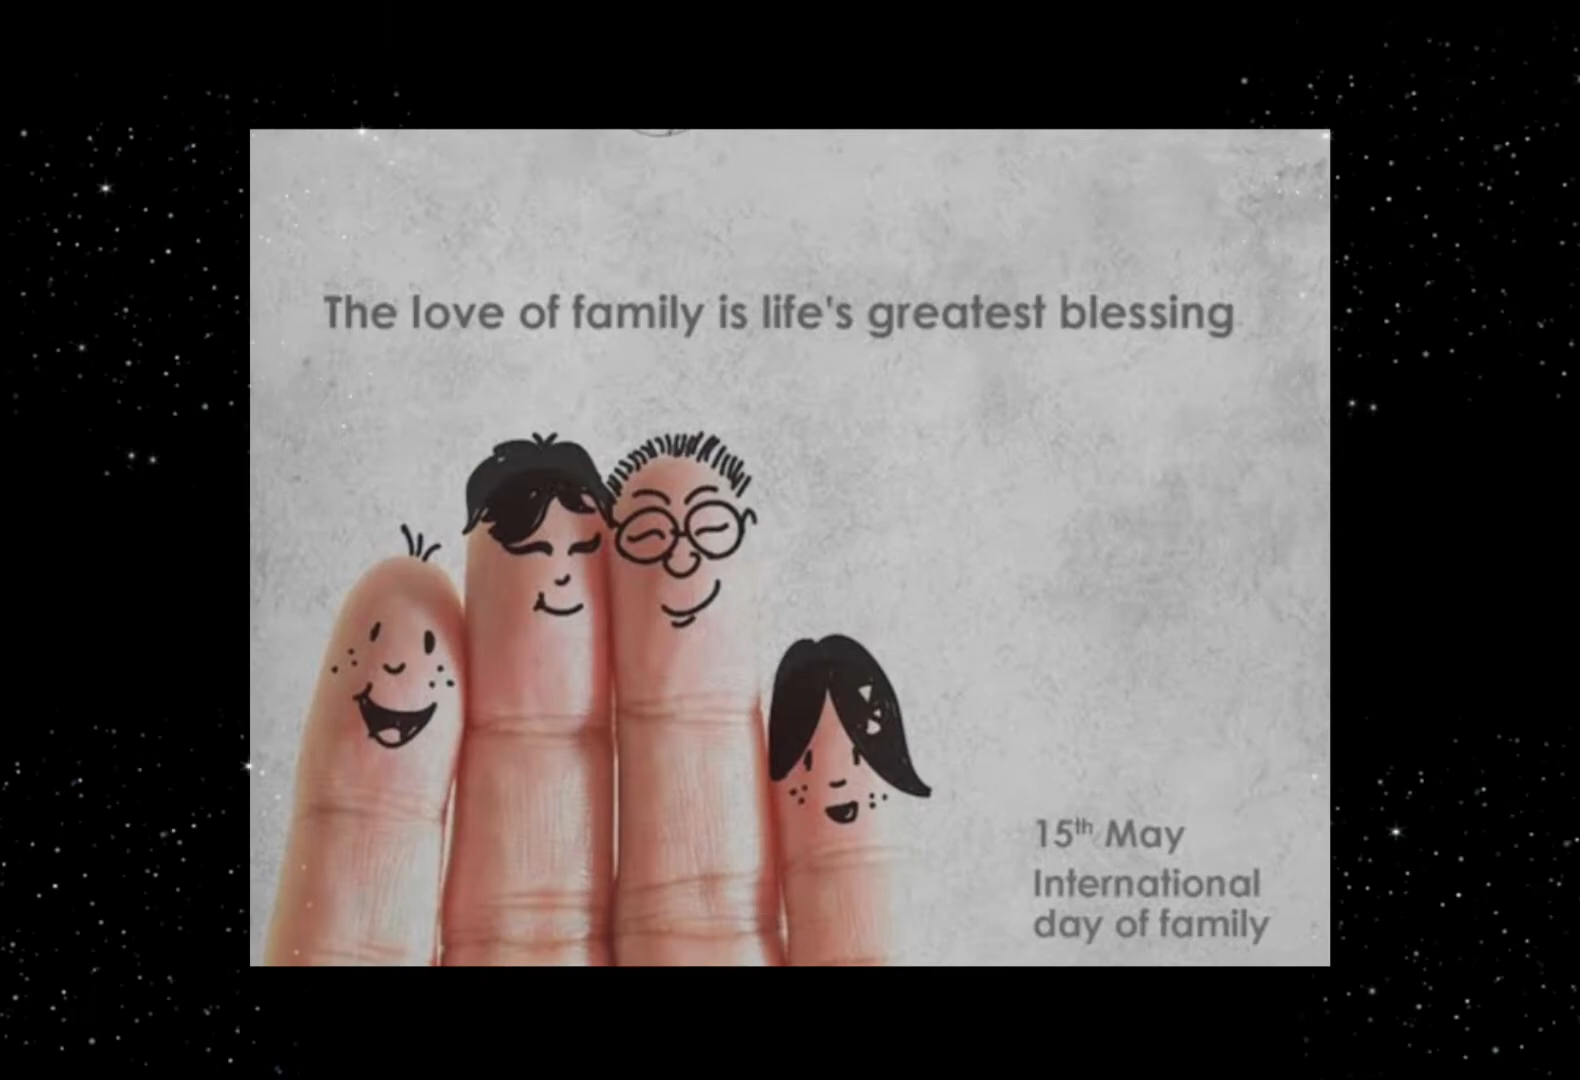 The love of family is life's greatest blessing
15th May
International
day of family